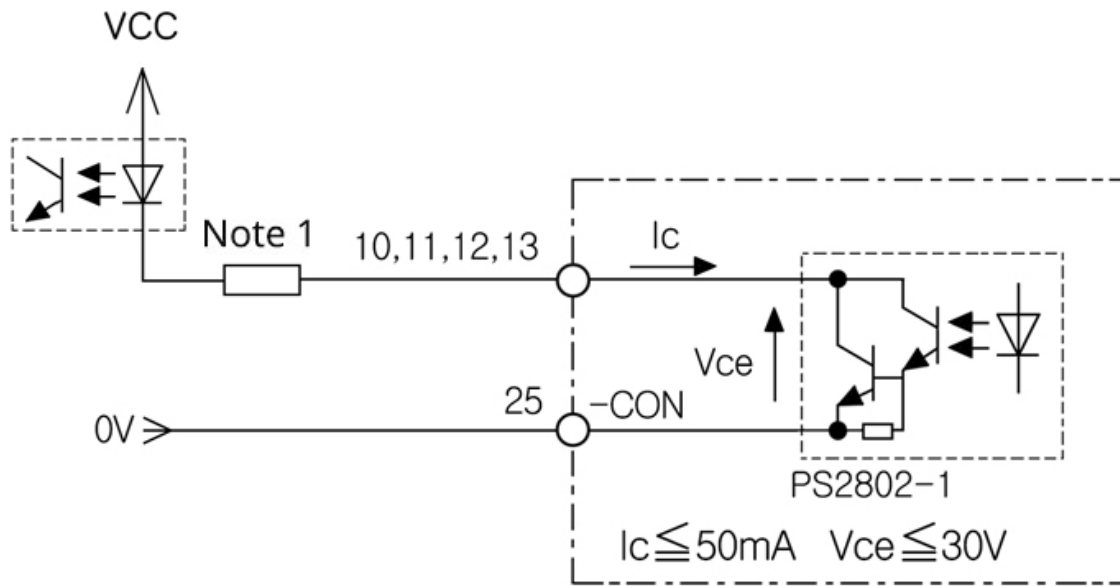 VCC
Note 1
10,11,12,13
Ic
Vce
25
-CON
0V
PS2802-1
Ic≦50mA Vce≦30V